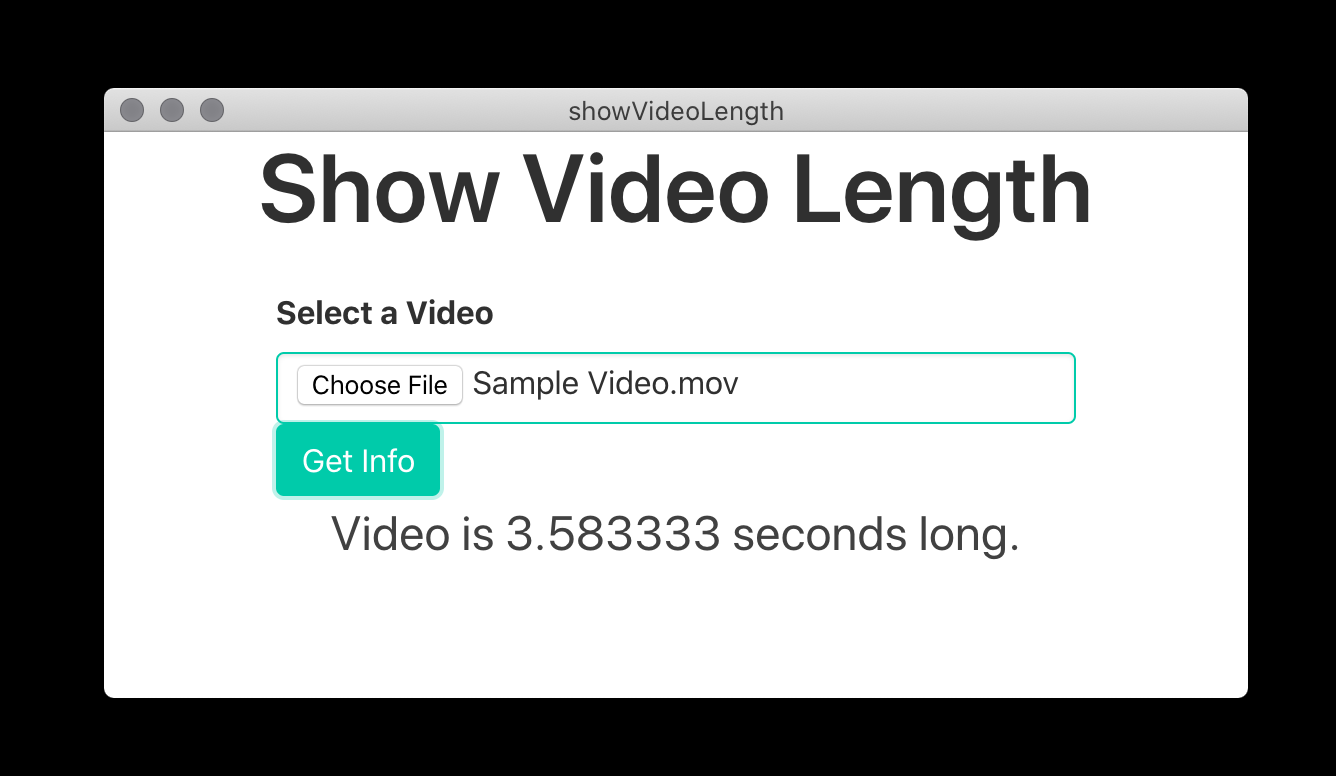 showVideoLength
Show Video Length
Select a Video
Choose File Sample Video.mov
Get Info
Video is 3.583333 seconds long.